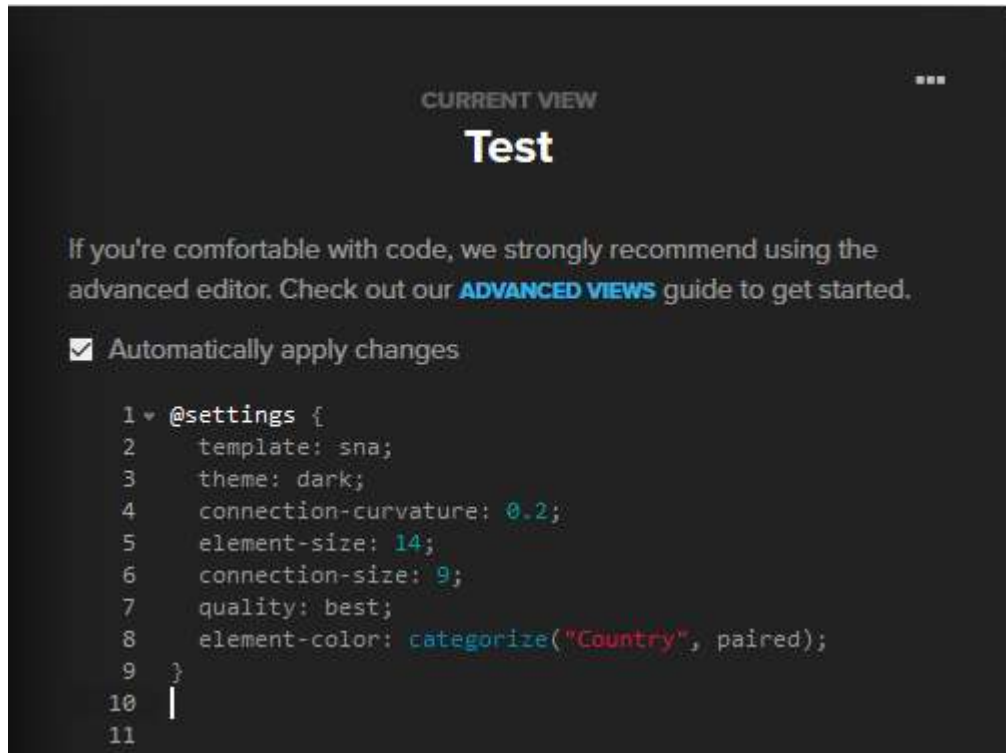 CURRENT VIEW
Test
If you're comfortable with code, we strongly recommend using the
advanced editor. Check out our ADVANCED VIEWS guide to get started.
Automatically apply changes
1 @settings {
2 template: sna;
3 theme: dark;
4 connection-curvature: 0.2;
5 element-size: 14;
6 connection-size: 9;
7 quality: best;
8 element-color: categorize("Country", paired);
9 }
10
11